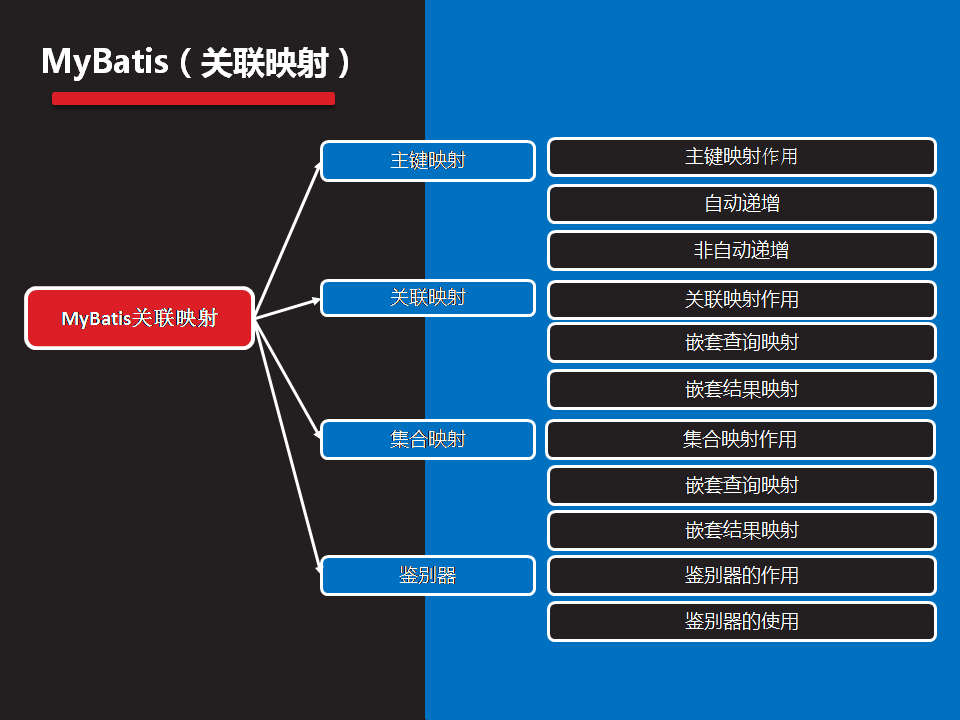 MyBatis（关联映射）
主键映射
主键映射作用
自动递增
非自动递增
MyBatis关联映射
关联映射
关联映射作用
嵌套查询映射
嵌套结果映射
集合映射
集合映射作用
嵌套查询映射
嵌套结果映射
鉴别器
鉴别器的作用
鉴别器的使用